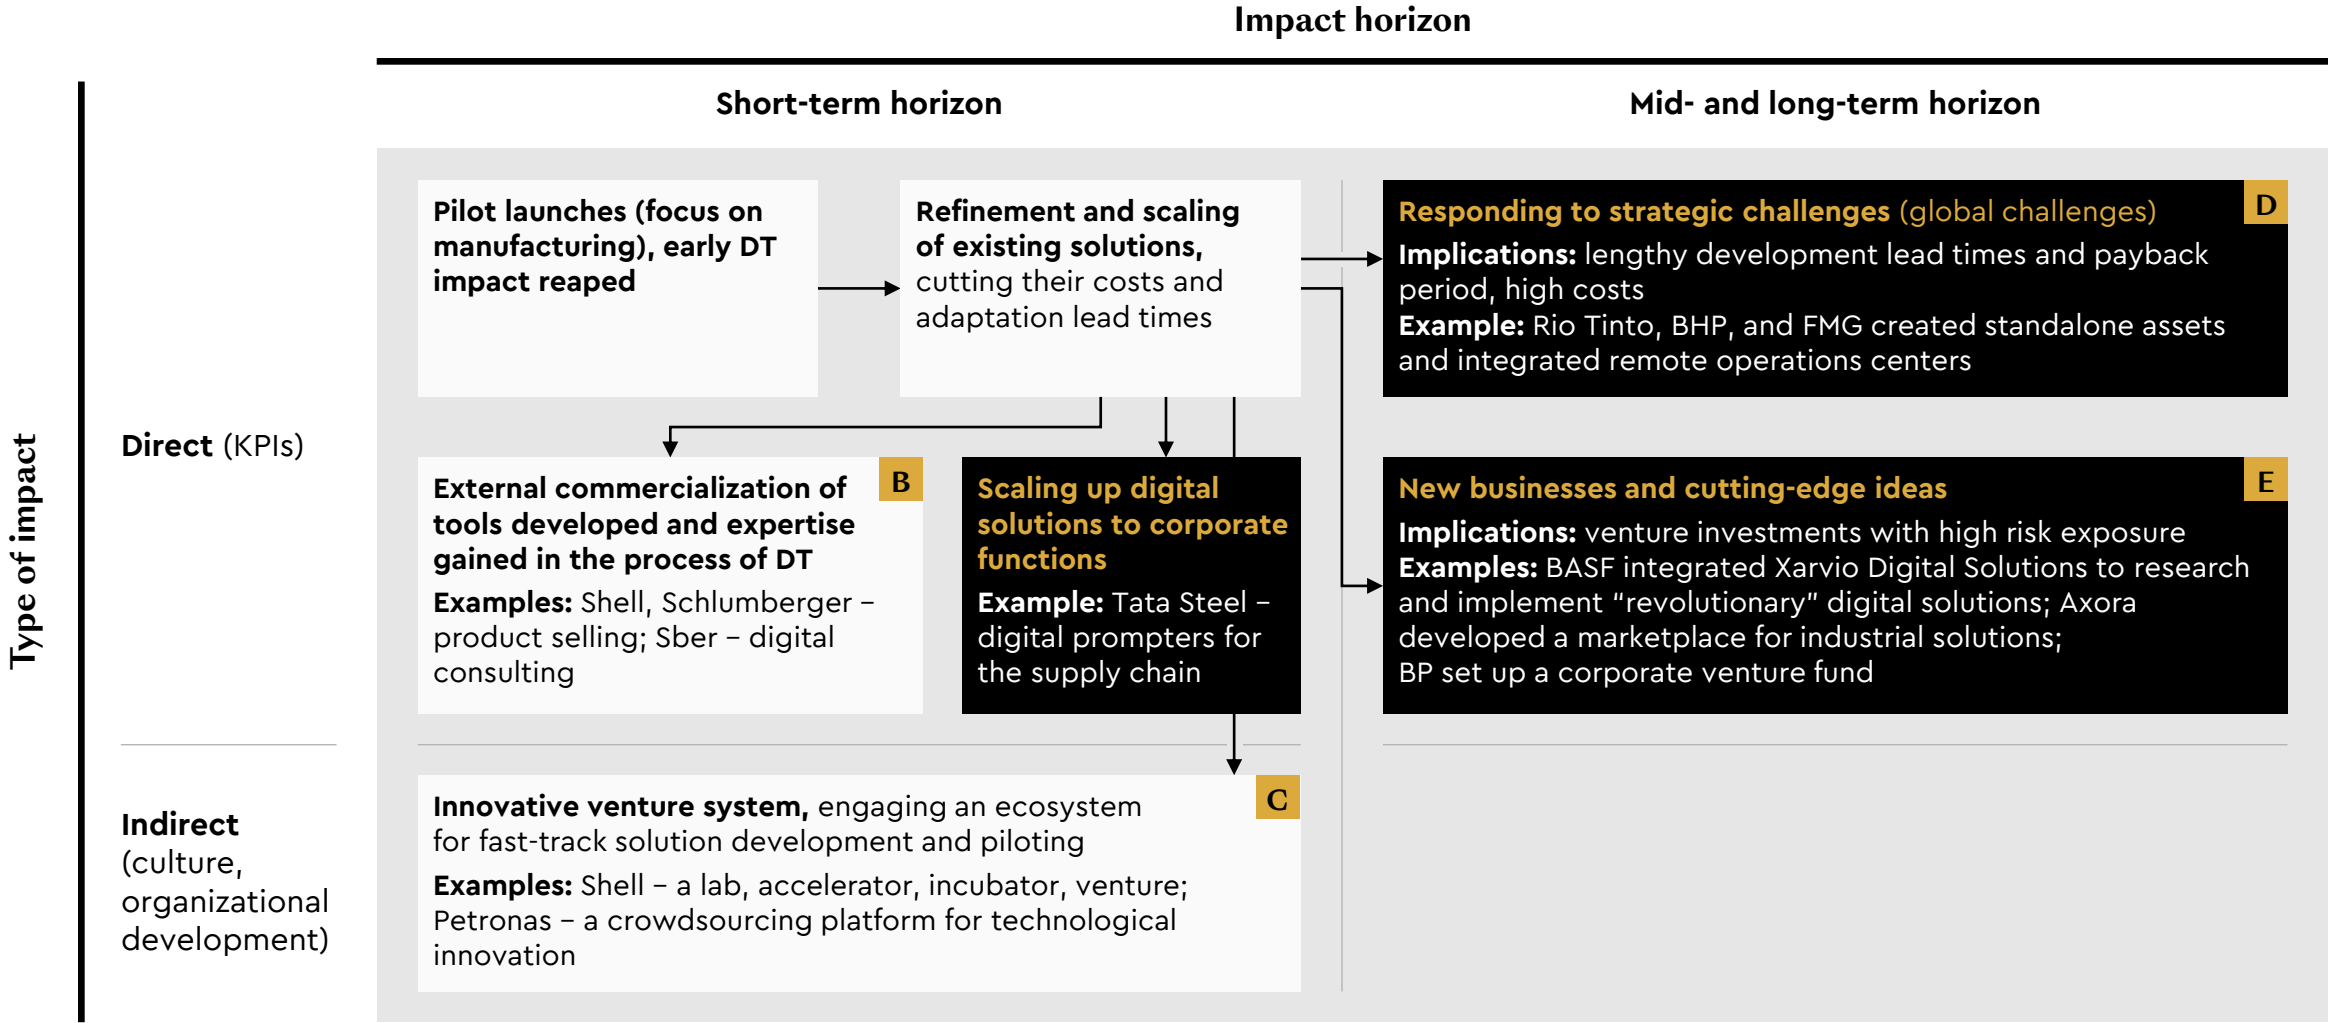 Impact horizon
Short-term horizon
Mid- and long-term horizon
Type of impact
Direct (KPIs)
Pilot launches (focus on
manufacturing), early DT
impact reaped
Refinement and scaling
of existing solutions,
cutting their costs and
adaptation lead times
D
Responding to strategic challenges (global challenges)
Implications: lengthy development lead times and payback
period, high costs
Example: Rio Tinto, BHP, and FMG created standalone assets
and integrated remote operations centers
B
External commercialization of
tools developed and expertise
gained in the process of DT
Examples: Shell, Schlumberger –
product selling; Sber – digital
consulting
Scaling up digital
solutions to corporate
functions
Example: Tata Steel –
digital prompters for
the supply chain
E
New businesses and cutting-edge ideas
Implications: venture investments with high risk exposure
Examples: BASF integrated Xarvio Digital Solutions to research
and implement “revolutionary” digital solutions; Axora
developed a marketplace for industrial solutions;
BP set up a corporate venture fund
Indirect
(culture,
organizational
development)
C
Innovative venture system, engaging an ecosystem
for fast-track solution development and piloting
Examples: Shell – a lab, accelerator, incubator, venture;
Petronas – a crowdsourcing platform for technological
innovation